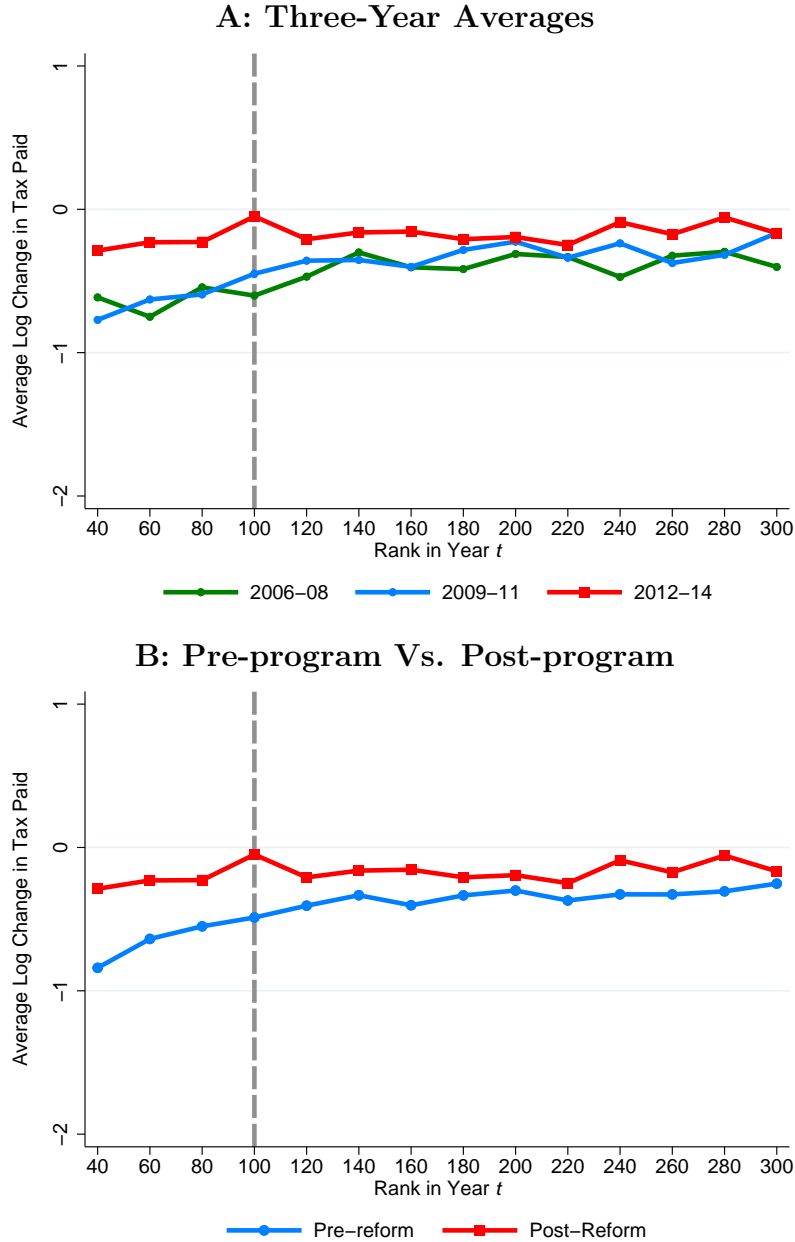 A: Three-Year Averages
Average Log Change in Tax Paid
1
0
−1
−2
40 60 80 100 120 140 160 180 200 220 240 260 280 300
Rank in Year t
2006−08 2009−11 2012−14
B: Pre-program Vs. Post-program
Average Log Change in Tax Paid
1
0
−1
−2
40 60 80 100 120 140 160 180 200 220 240 260 280 300
Rank in Year t
Pre−reform Post−Reform